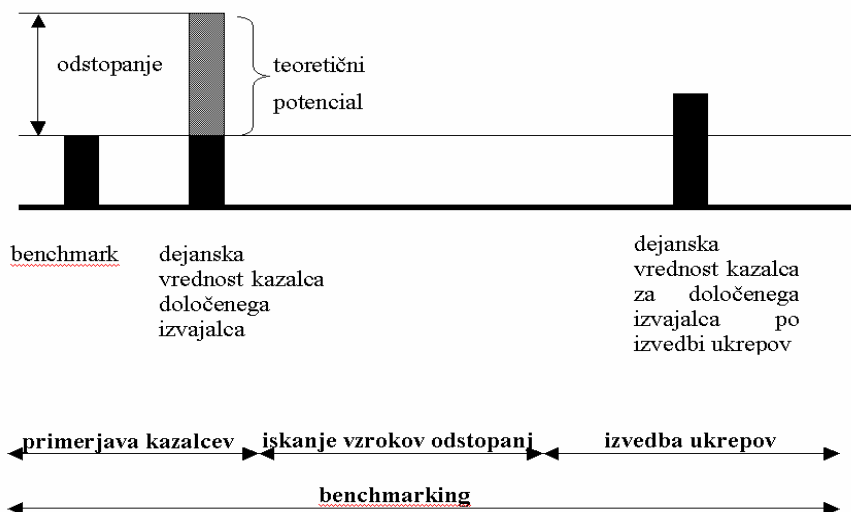 odstopanje
teoretični
potencial
benchmark
dejanska
vrednost kazalca
določenega
izvajalca
dejanska
vrednost kazalca
za določenega
izvajalca po
izvedbi ukrepov
primerjava kazalcev
iskanje vzrokov odstopanj
izvedba ukrepov
benchmarking